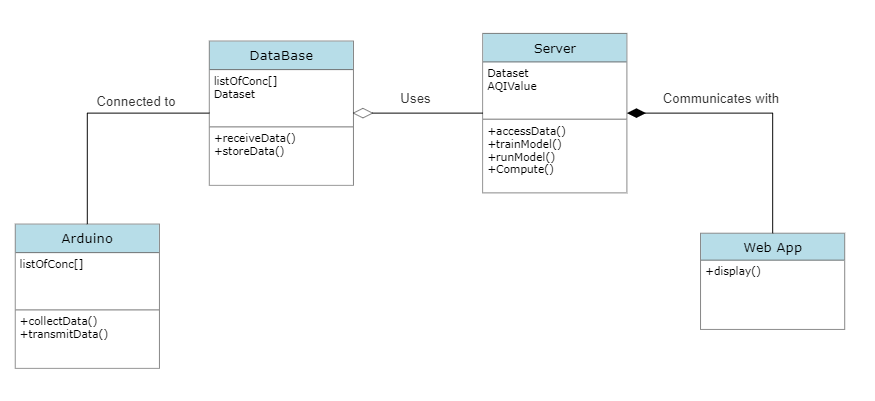 DataBase
listOfConc[]
Dataset
+receiveData()
+storeData()
Server
Dataset
AQIValue
+accessData()
+trainModel()
+runModel()
+Compute()
Connected to
Uses
Communicates with
Arduino
listOfConc[]
+collectData()
+transmitData()
Web App
+display()